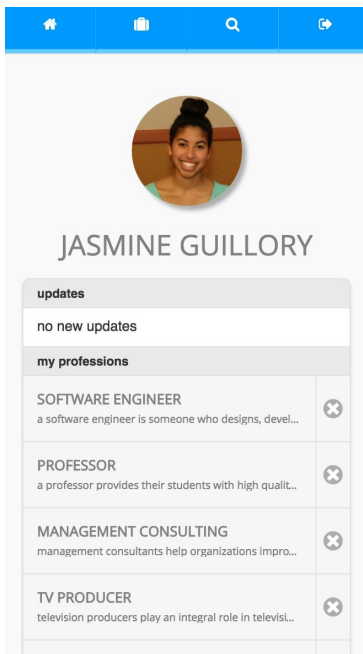 JASMINE GUILLORY
updates
no new updates
my professions
SOFTWARE ENGINEER
a software engineer is someone who designs, devel...
PROFESSOR
a professor provides their students with high qualit...
MANAGEMENT CONSULTING
management consultants help organizations impro...
TV PRODUCER
television producers play an integral role in televisi...